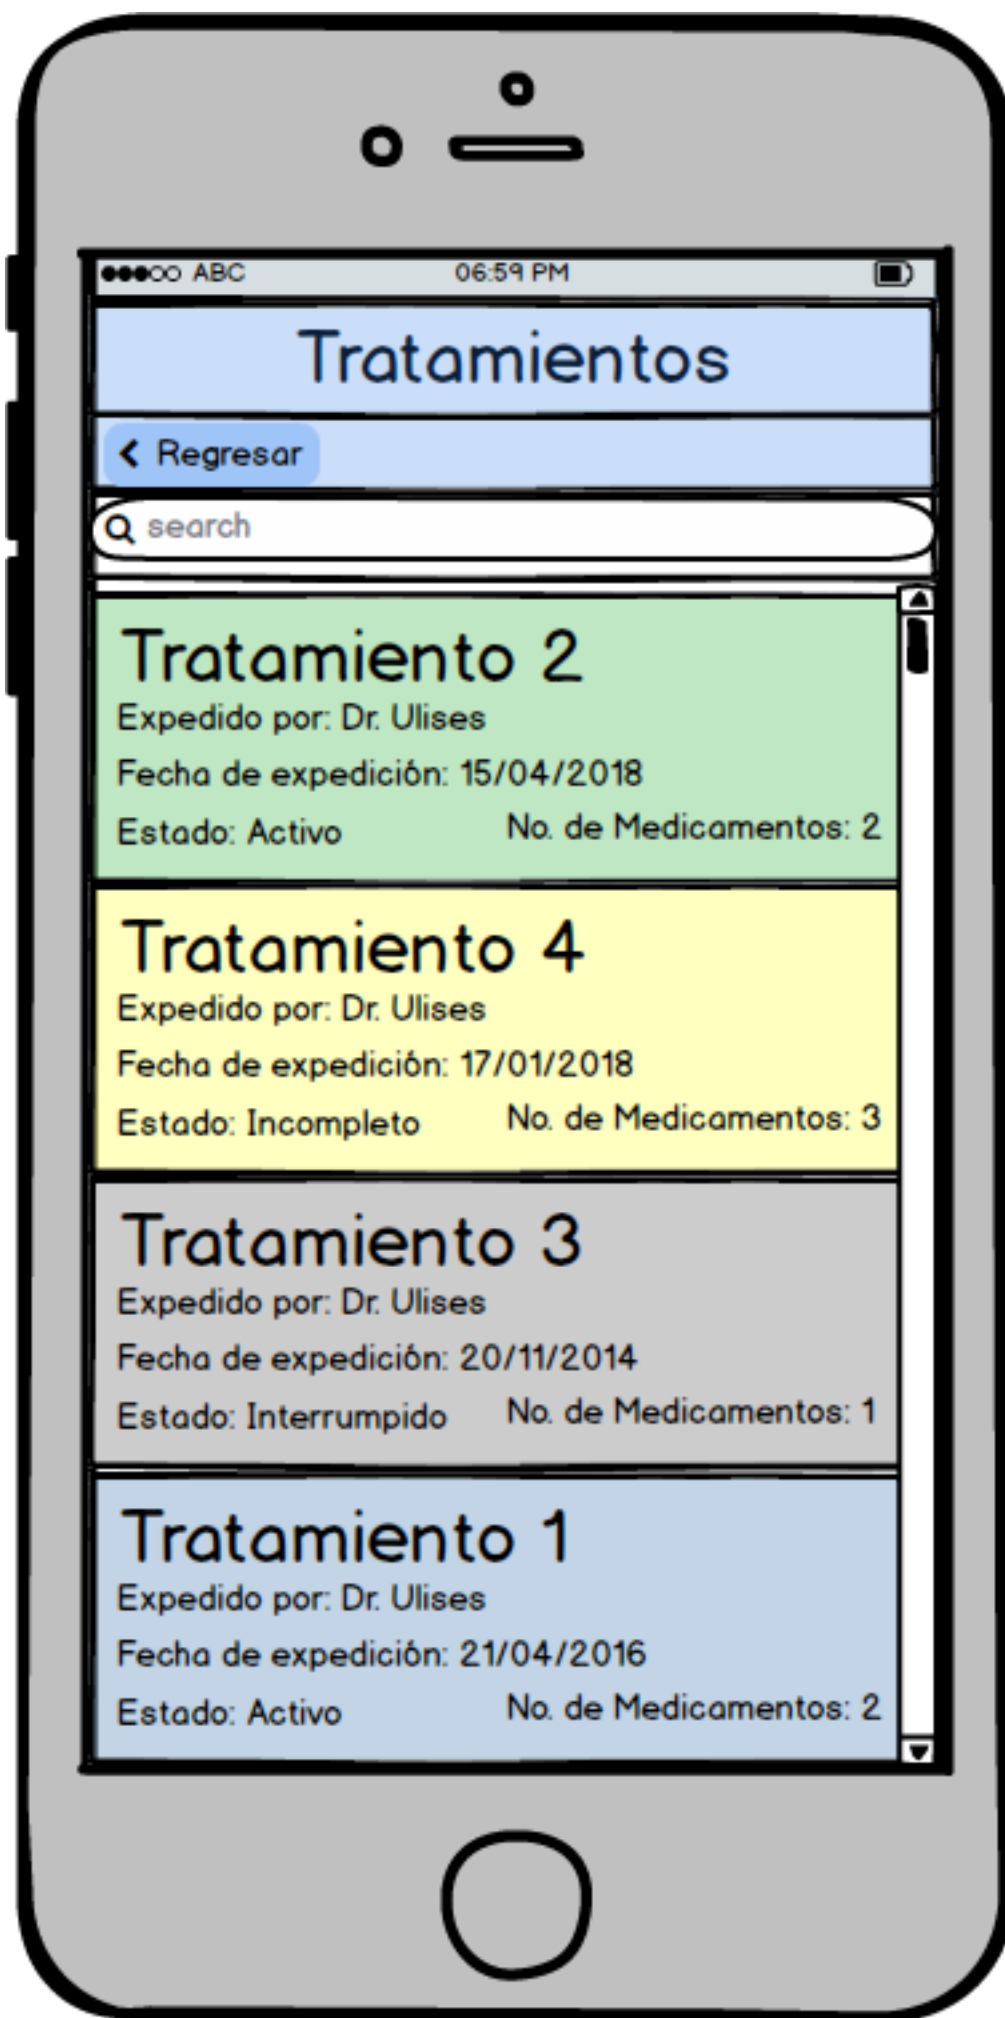 ABC 06:59 PM
Tratamientos
Regresar
search
Tratamiento 2
Expedido por: Dr. Ulises
Fecha de expedición: 15/04/2018
Estado: Activo No. de Medicamentos: 2
Tratamiento 4
Expedido por: Dr. Ulises
Fecha de expedición: 17/01/2018
Estado: Incompleto No. de Medicamentos: 3
Tratamiento 3
Expedido por: Dr. Ulises
Fecha de expedición: 20/11/2014
Estado: Interrumpido No. de Medicamentos: 1
Tratamiento 1
Expedido por: Dr. Ulises
Fecha de expedición: 21/04/2016
Estado: Activo No. de Medicamentos: 2